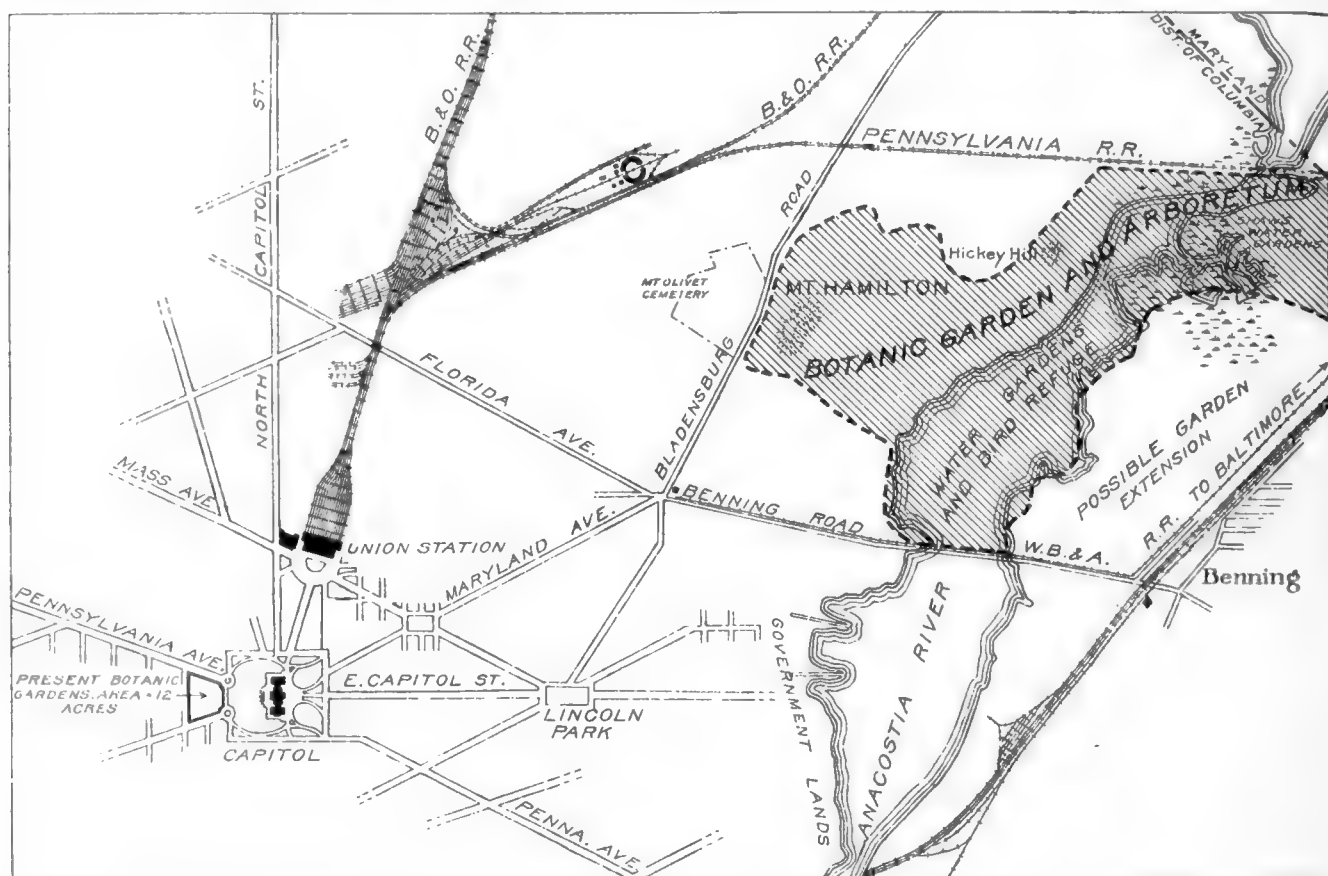 NORTH CAPITOL ST.
B.&O. R.R.
B.&O. R.R.
MARYLAND
DIST. OF COLUMBIA
PENNSYLVANIA R.R.
BLADENSBURG ROAD
MT OLIVET
CEMETERY
Hickey Hill
MT. HAMILTON
BOTANIC GARDEN AND ARBORETUM
SHAW'S
WATER
GARDENS
WATER GARDENS
AND BIRD REFUGE
FLORIDA AVE.
MASS AVE.
UNION STATION
MARYLAND AVE.
BENNING ROAD
W.B.&A. R.R. TO BALTIMORE
POSSIBLE GARDEN
EXTENSION
Benning
PENNSYLVANIA AVE.
PRESENT BOTANIC
GARDENS. AREA • 12
ACRES
E. CAPITOL ST.
LINCOLN
PARK
CAPITOL
GOVERNMENT LANDS
ANACOSTIA RIVER
PENNA. AVE.